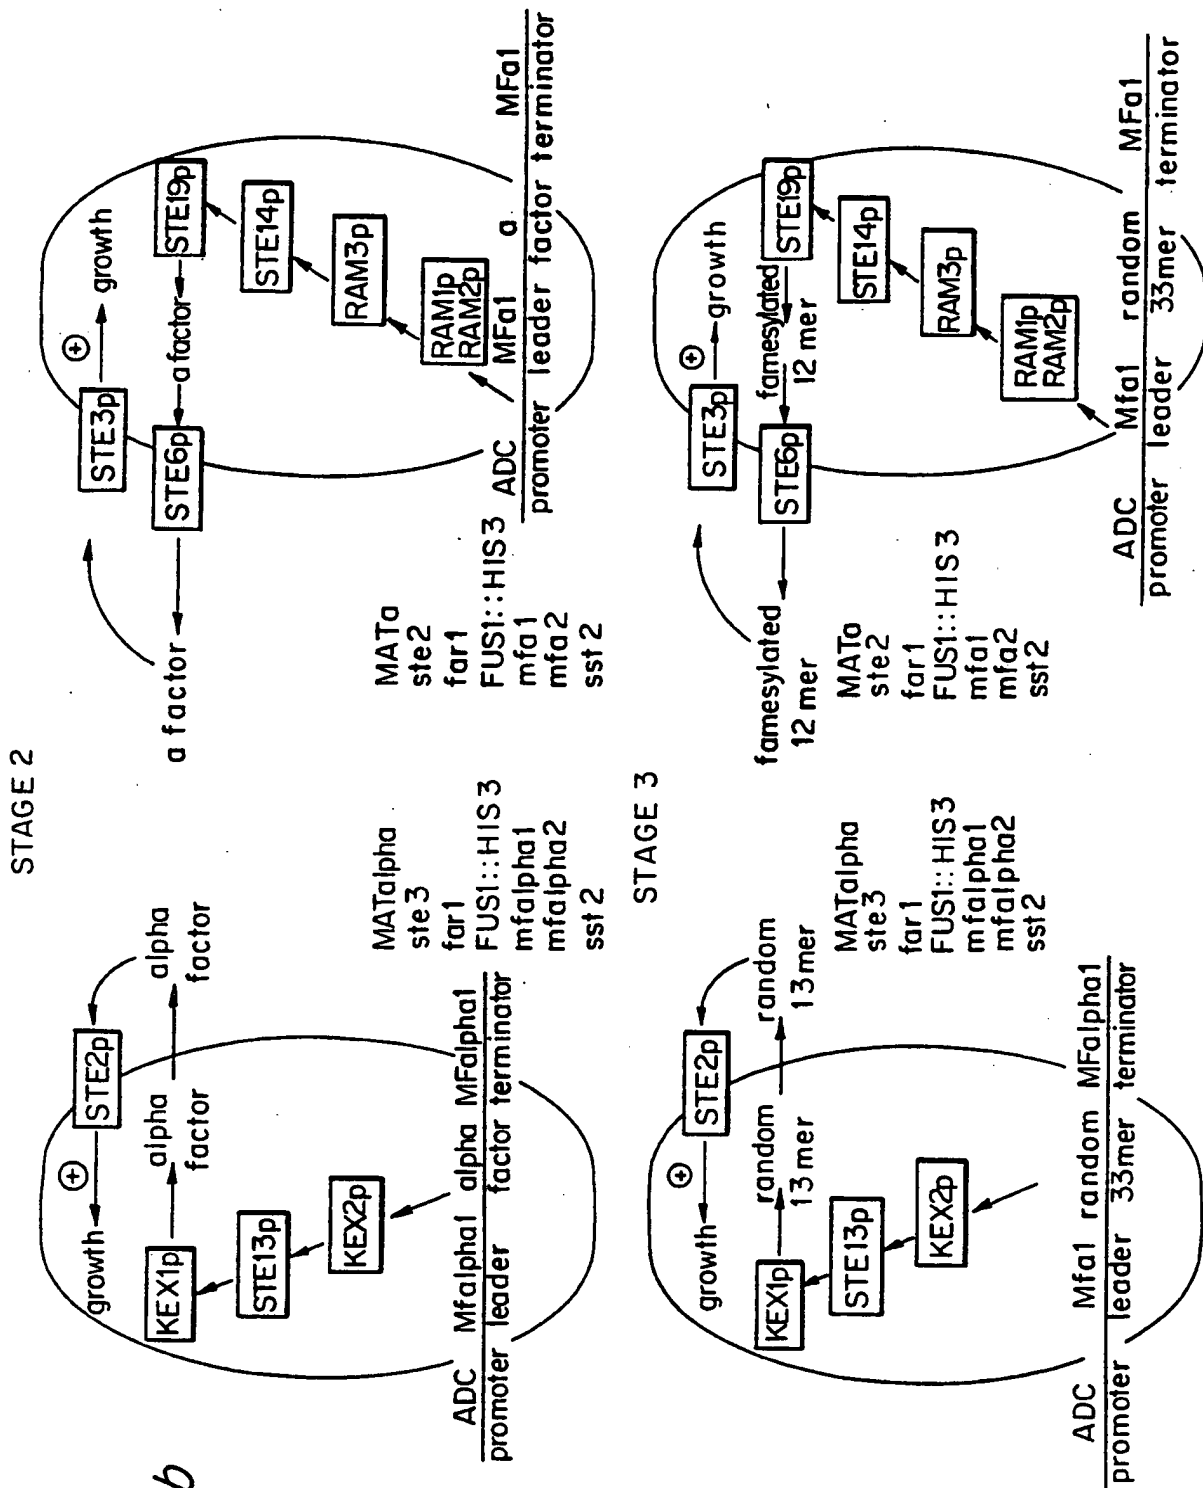 STAGE 2
growth
STE2p
KEX1p
alpha
factor
alpha
factor
STE13p
KEX2p
ADC Mfalpha1 alpha MFalpha1
promoter leader factor terminator
MATalpha
ste3
far1
FUS1::HIS3
mfalpha1
mfalpha2
sst2
STE3p
growth
a factor
STE6p
a factor
STE19p
STE14p
RAM3p
RAM1p
RAM2p
ADC MFa1 a MFa1
promoter leader factor terminator
MATa
ste2
far1
FUS1::HIS3
mfa1
mfa2
sst2
STAGE 3
growth
STE2p
KEX1p
random
13mer
random
13mer
STE13p
KEX2p
ADC Mfa1 random MFalpha1
promoter leader 33mer terminator
MATalpha
ste3
far1
FUS1::HIS3
mfalpha1
mfalpha2
sst2
STE3p
growth
famesylated
12 mer
STE6p
famesylated
12 mer
STE19p
STE14p
RAM3p
RAM1p
RAM2p
ADC Mfa1 random MFa1
promoter leader 33mer terminator
MATa
ste2
far1
FUS1::HIS3
mfa1
mfa2
sst2